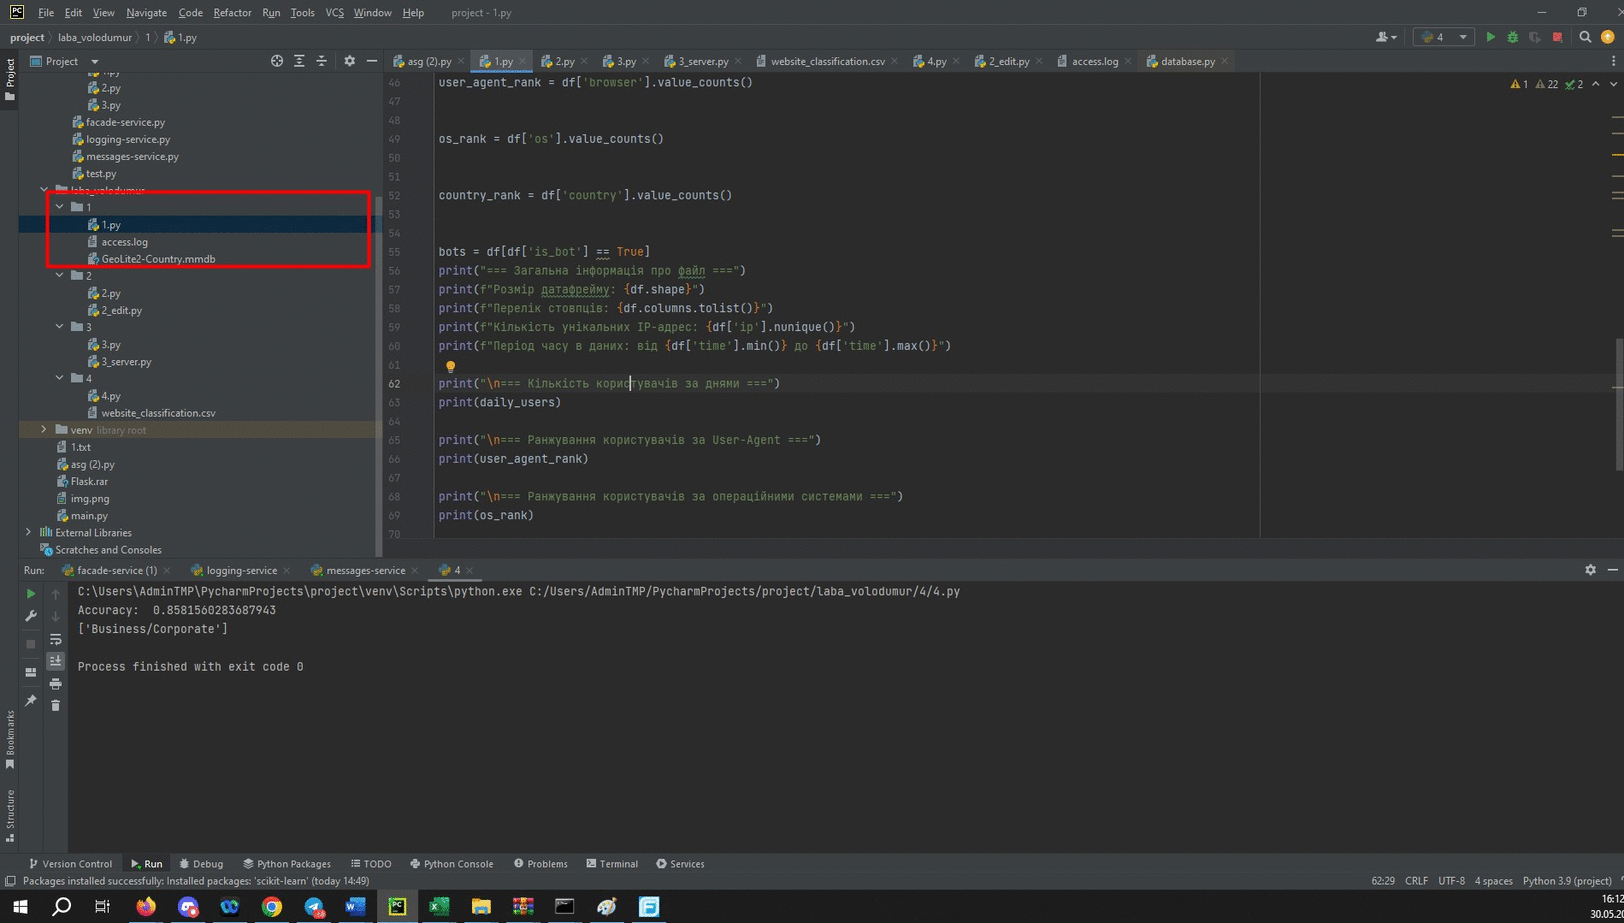 PC File Edit View Navigate Code Refactor Run Tools VCS Window Help project - 1.py
project laba_volodumur 1 1.py 4
Project asg (2).py 1.py 2.py 3.py 3_server.py website_classification.csv 4.py 2_edit.py access.log database.py
Project
2.py
3.py
facade-service.py
logging-service.py
messages-service.py
test.py
laba_volodumur
1
1.py
access.log
GeoLite2-Country.mmdb
2
2.py
2_edit.py
3
3.py
3_server.py
4
4.py
website_classification.csv
venv library root
1.txt
asg (2).py
Flask.rar
img.png
main.py
External Libraries
Scratches and Consoles
1 22 2
46 user_agent_rank = df['browser'].value_counts()
47
48
49 os_rank = df['os'].value_counts()
50
51
52 country_rank = df['country'].value_counts()
53
54
55 bots = df[df['is_bot'] == True]
56 print("=== Загальна інформація про файл ===")
57 print(f"Розмір датафрейму: {df.shape}")
58 print(f"Перелік стовпців: {df.columns.tolist()}")
59 print(f"Кількість унікальних IP-адрес: {df['ip'].nunique()}")
60 print(f"Період часу в даних: від {df['time'].min()} до {df['time'].max()}")
61
62 print("\n=== Кількість користувачів за днями ===")
63 print(daily_users)
64
65 print("\n=== Ранжування користувачів за User-Agent ===")
66 print(user_agent_rank)
67
68 print("\n=== Ранжування користувачів за операційними системами ===")
69 print(os_rank)
70
Run: facade-service (1) logging-service messages-service 4
C:\Users\AdminTMP\PycharmProjects\project\venv\Scripts\python.exe C:/Users/AdminTMP/PycharmProjects/project/laba_volodumur/4/4.py
Accuracy: 0.8581560283687943
['Business/Corporate']
Process finished with exit code 0
Bookmarks
Structure
Version Control Run Debug Python Packages TODO Python Console Problems Terminal Services
Packages installed successfully: Installed packages: 'scikit-learn' (today 14:49) 62:29 CRLF UTF-8 4 spaces Python 3.9 (project)